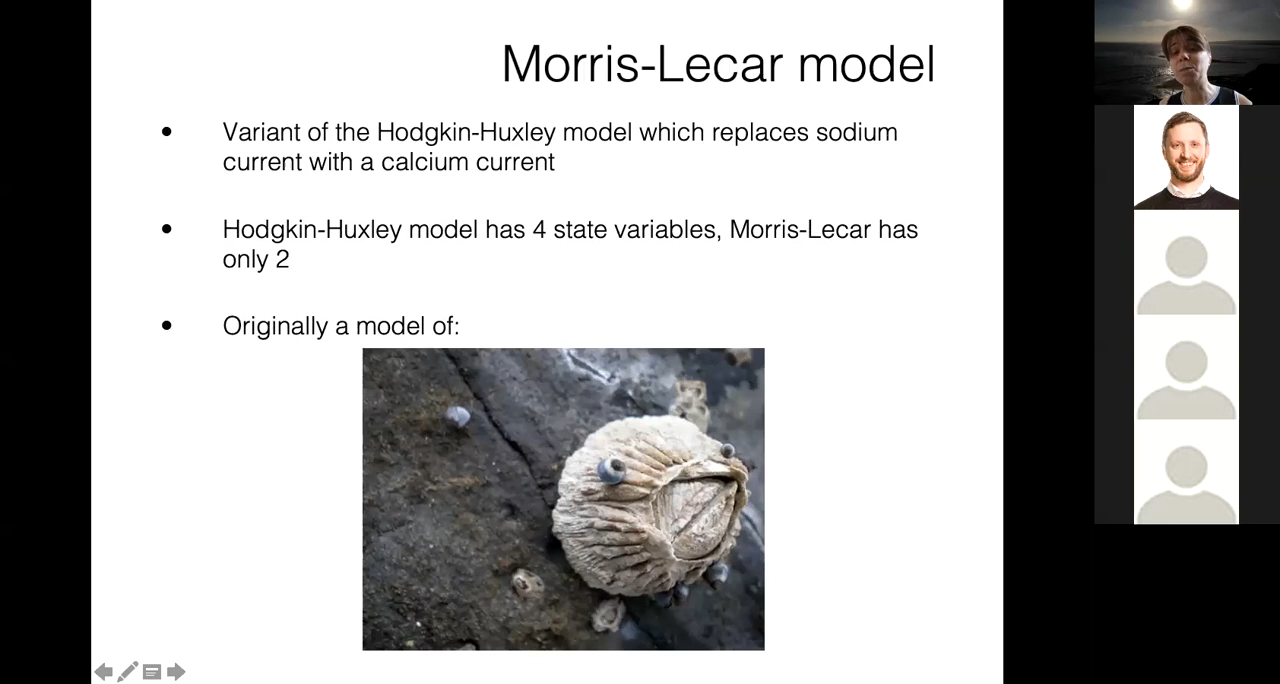 Morris-Lecar model
• Variant of the Hodgkin-Huxley model which replaces sodium
current with a calcium current
• Hodgkin-Huxley model has 4 state variables, Morris-Lecar has
only 2
• Originally a model of: